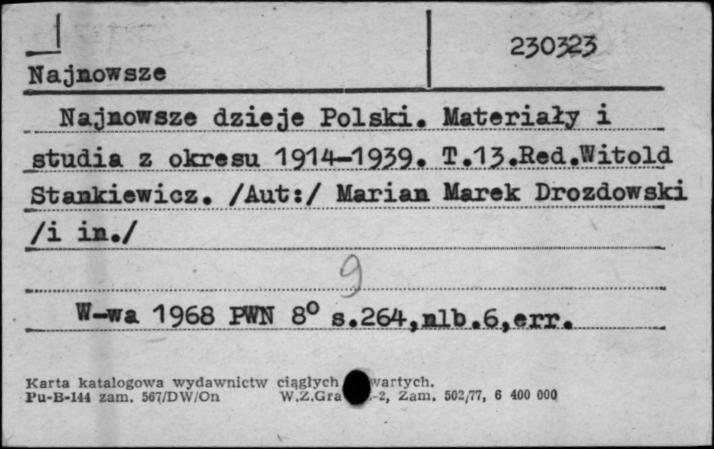 230323
Najnowsze
Najnowsze dzieje Polski. Materiały i
studia z okresu 1914-1939. T.13.Red.Witold
Stankiewicz. /Aut:/ Marian Marek Drozdowski
/i in./
9
W-wa 1968 PWN 8° s.264,nlb.6,err.
Karta katalogowa wydawnictw ciągłych wartych.
Pu-B-144 zam. 567/DW/On W.Z.Gra .-2, Zam. 502/77, 6 400 000